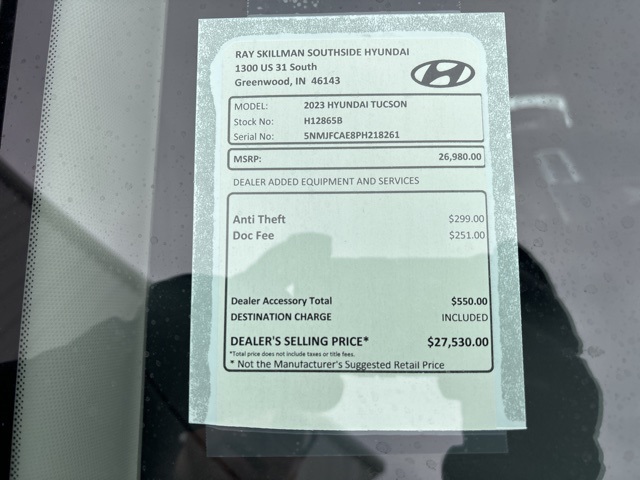 RAY SKILLMAN SOUTHSIDE HYUNDAI
1300 US 31 South
Greenwood, IN 46143
MODEL: 2023 HYUNDAI TUCSON
Stock No: H12865B
Serial No: 5NMJFCAE8PH218261
MSRP: 26,980.00
DEALER ADDED EQUIPMENT AND SERVICES
Anti Theft $299.00
Doc Fee $251.00
Dealer Accessory Total $550.00
DESTINATION CHARGE INCLUDED
DEALER'S SELLING PRICE* $27,530.00
*Total price does not include taxes or title fees.
* Not the Manufacturer's Suggested Retail Price